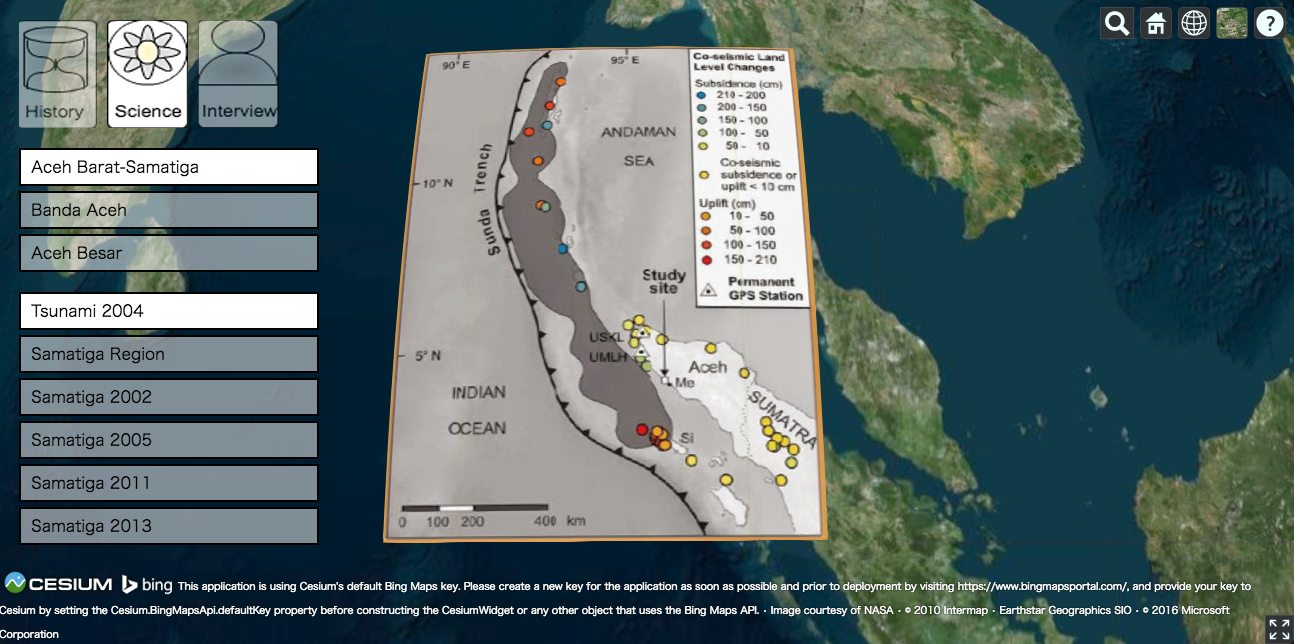 History
Science
Interview
Aceh Barat-Samatiga
Banda Aceh
Aceh Besar
Tsunami 2004
Samatiga Region
Samatiga 2002
Samatiga 2005
Samatiga 2011
Samatiga 2013
90° E
95° E
10° N
5° N
Sunda Trench
ANDAMAN
SEA
INDIAN
OCEAN
Study
site
USKL
UMLH
Aceh
Me
SUMATRA
Si
0 100 200 400 km
Co-seismic Land
Level Changes
Subsidence (cm)
210 - 200
200 - 150
150 - 100
100 - 50
50 - 10
Co-seismic
subsidence or
uplift < 10 cm
Uplift (cm)
10 - 50
50 - 100
100 - 150
150 - 210
Permanent
GPS Station
?
CESIUM bing This application is using Cesium's default Bing Maps key. Please create a new key for the application as soon as possible and prior to deployment by visiting https://www.bingmapsportal.com/, and provide your key to
Cesium by setting the Cesium.BingMapsApi.defaultKey property before constructing the CesiumWidget or any other object that uses the Bing Maps API. · Image courtesy of NASA · © 2010 Intermap · Earthstar Geographics SIO · © 2016 Microsoft
Corporation